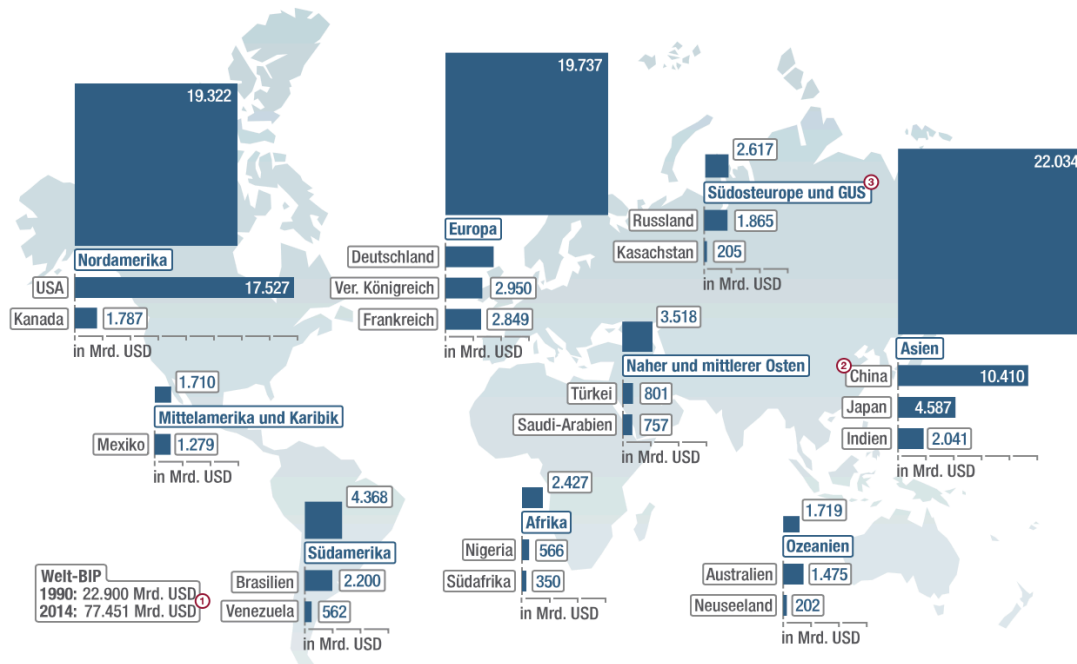 19.322
Nordamerika
USA
17.527
Kanada
1.787
in Mrd. USD
1.710
Mittelamerika und Karibik
Mexiko
1.279
in Mrd. USD
4.368
Südamerika
Brasilien
2.200
Venezuela
562
in Mrd. USD
Welt-BIP
1990: 22.900 Mrd. USD
2014: 77.451 Mrd. USD 1
19.737
Europa
Deutschland
Ver. Königreich
2.950
Frankreich
2.849
in Mrd. USD
2.617
Südosteurope und GUS 3
Russland
1.865
Kasachstan
205
in Mrd. USD
3.518
Naher und mittlerer Osten
Türkei
801
Saudi-Arabien
757
in Mrd. USD
2.427
Afrika
Nigeria
566
Südafrika
350
in Mrd. USD
22.034
Asien
2 China
10.410
Japan
4.587
Indien
2.041
in Mrd. USD
1.719
Ozeanien
Australien
1.475
Neuseeland
202
in Mrd. USD